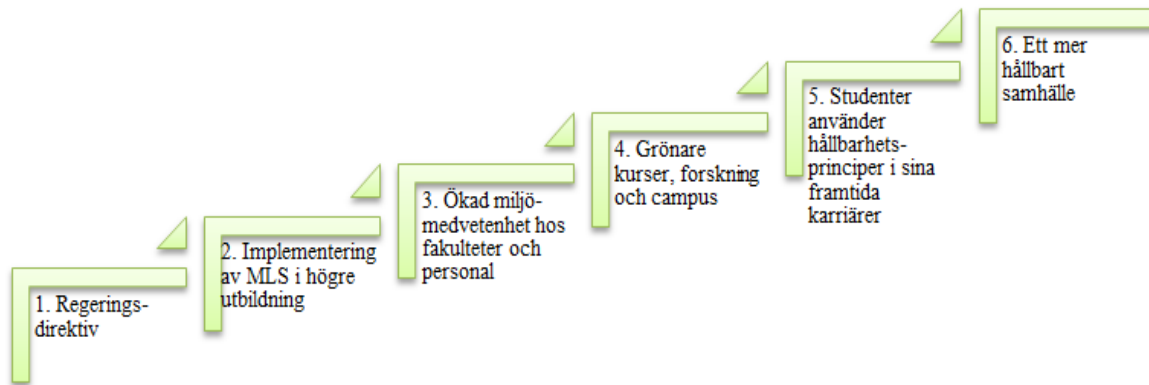 1. Regerings-
direktiv
2. Implementering
av MLS i högre
utbildning
3. Ökad miljö-
medvetenhet hos
fakulteter och
personal
4. Grönare
kurser, forskning
och campus
5. Studenter
använder
hållbarhets-
principer i sina
framtida
karriärer
6. Ett mer
hållbart
samhälle